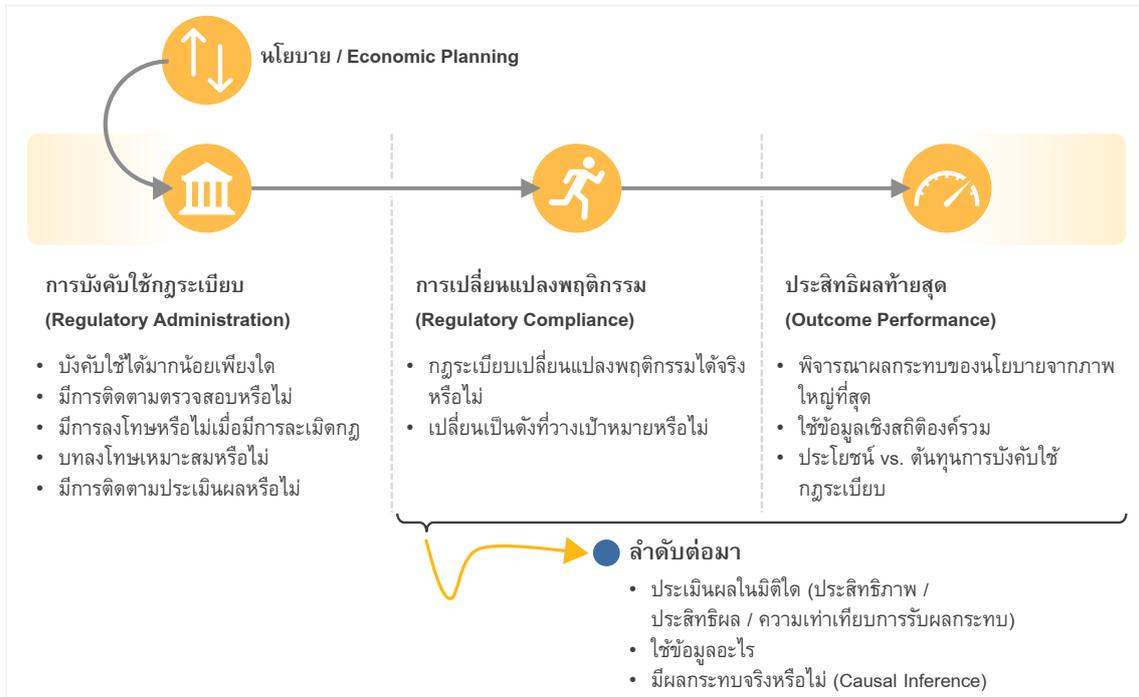 นโยบาย / Economic Planning
การบังคับใช้กฎระเบียบ
(Regulatory Administration)
• บังคับใช้ได้มากน้อยเพียงใด
• มีการติดตามตรวจสอบหรือไม่
• มีการลงโทษหรือไม่เมื่อมีการละเมิดกฎ
• บทลงโทษเหมาะสมหรือไม่
• มีการติดตามประเมินผลหรือไม่
การเปลี่ยนแปลงพฤติกรรม
(Regulatory Compliance)
• กฎระเบียบเปลี่ยนแปลงพฤติกรรมได้จริง
หรือไม่
• เปลี่ยนเป็นดังที่วางเป้าหมายหรือไม่
ประสิทธิผลท้ายสุด
(Outcome Performance)
• พิจารณาผลกระทบของนโยบายจากภาพ
ใหญ่ที่สุด
• ใช้ข้อมูลเชิงสถิติองค์รวม
• ประโยชน์ vs. ต้นทุนการบังคับใช้
กฎระเบียบ
ลำดับต่อมา
• ประเมินผลในมิติใด (ประสิทธิภาพ /
ประสิทธิผล / ความเท่าเทียบการรับผลกระทบ)
• ใช้ข้อมูลอะไร
• มีผลกระทบจริงหรือไม่ (Causal Inference)